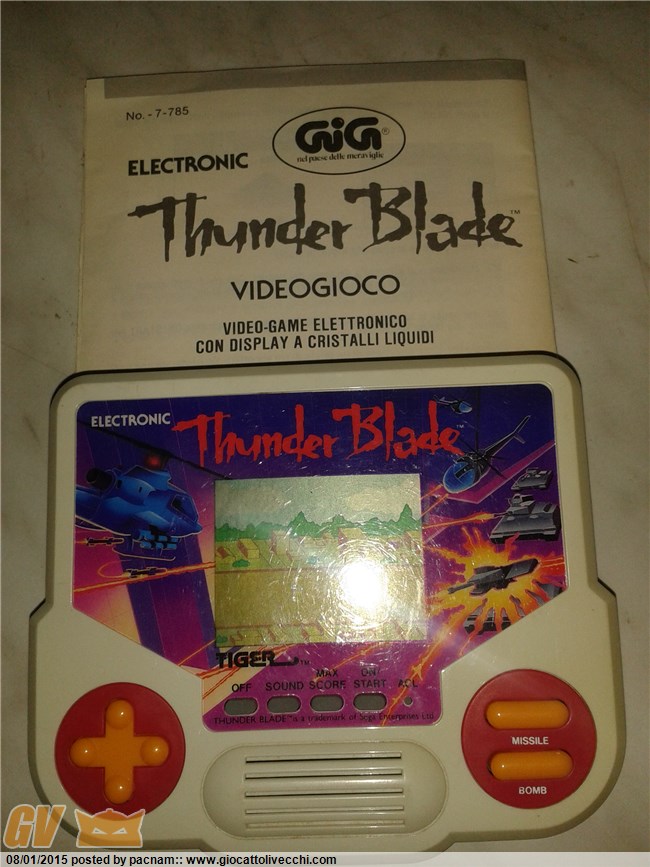 No. - 7-785
GiG®
nel paese delle meraviglie
ELECTRONIC
Thunder Blade™
VIDEOGIOCO
VIDEO-GAME ELETTRONICO
CON DISPLAY A CRISTALLI LIQUIDI
ELECTRONIC
Thunder Blade™
TIGER™
OFF SOUND MAX SCORE ON/START ACL
THUNDER BLADE™ is a trademark of Sega Enterprises Ltd.
MISSILE
BOMB
GV
08/01/2015 posted by pacnam:: www.giocattolivecchi.com